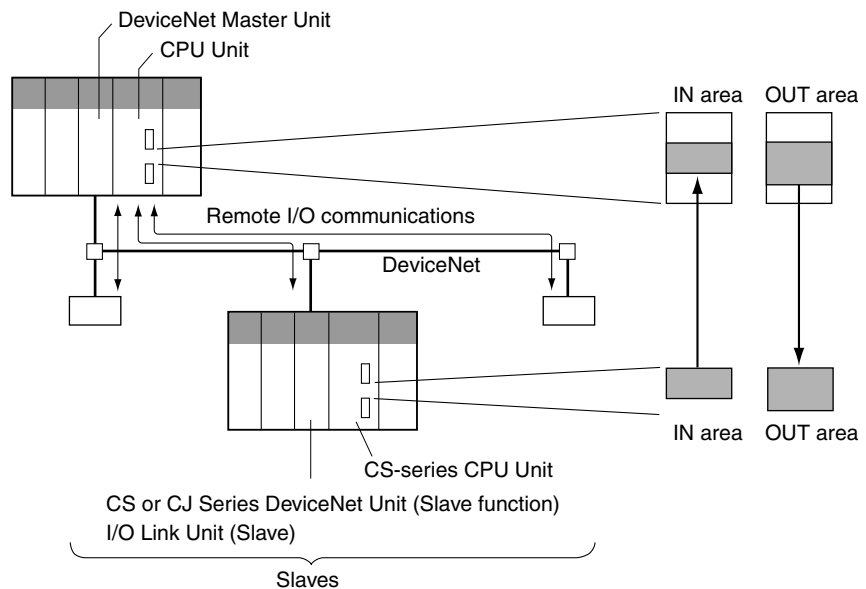 DeviceNet Master Unit
CPU Unit
IN area
OUT area
Remote I/O communications
DeviceNet
IN area
OUT area
CS-series CPU Unit
CS or CJ Series DeviceNet Unit (Slave function)
I/O Link Unit (Slave)
Slaves